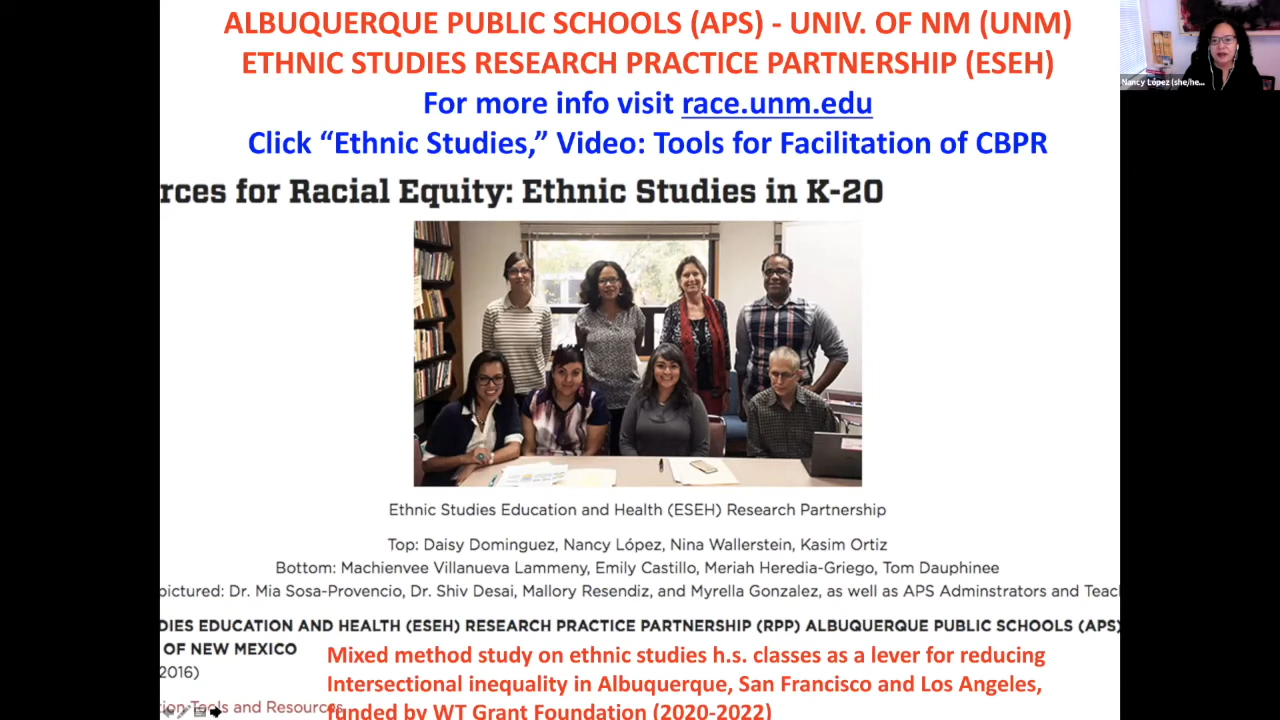 ALBUQUERQUE PUBLIC SCHOOLS (APS) - UNIV. OF NM (UNM)
ETHNIC STUDIES RESEARCH PRACTICE PARTNERSHIP (ESEH)
For more info visit race.unm.edu
Click “Ethnic Studies,” Video: Tools for Facilitation of CBPR
Nancy López (she/he...
rces for Racial Equity: Ethnic Studies in K-20
Ethnic Studies Education and Health (ESEH) Research Partnership
Top: Daisy Dominguez, Nancy López, Nina Wallerstein, Kasim Ortiz
Bottom: Machienvee Villanueva Lammeny, Emily Castillo, Meriah Heredia-Griego, Tom Dauphinee
pictured: Dr. Mia Sosa-Provencio, Dr. Shiv Desai, Mallory Resendiz, and Myrella Gonzalez, as well as APS Adminstrators and Teac
DIES EDUCATION AND HEALTH (ESEH) RESEARCH PRACTICE PARTNERSHIP (RPP) ALBUQUERQUE PUBLIC SCHOOLS (APS)
OF NEW MEXICO
2016)
Mixed method study on ethnic studies h.s. classes as a lever for reducing
Intersectional inequality in Albuquerque, San Francisco and Los Angeles,
funded by WT Grant Foundation (2020-2022)
tion Tools and Resources